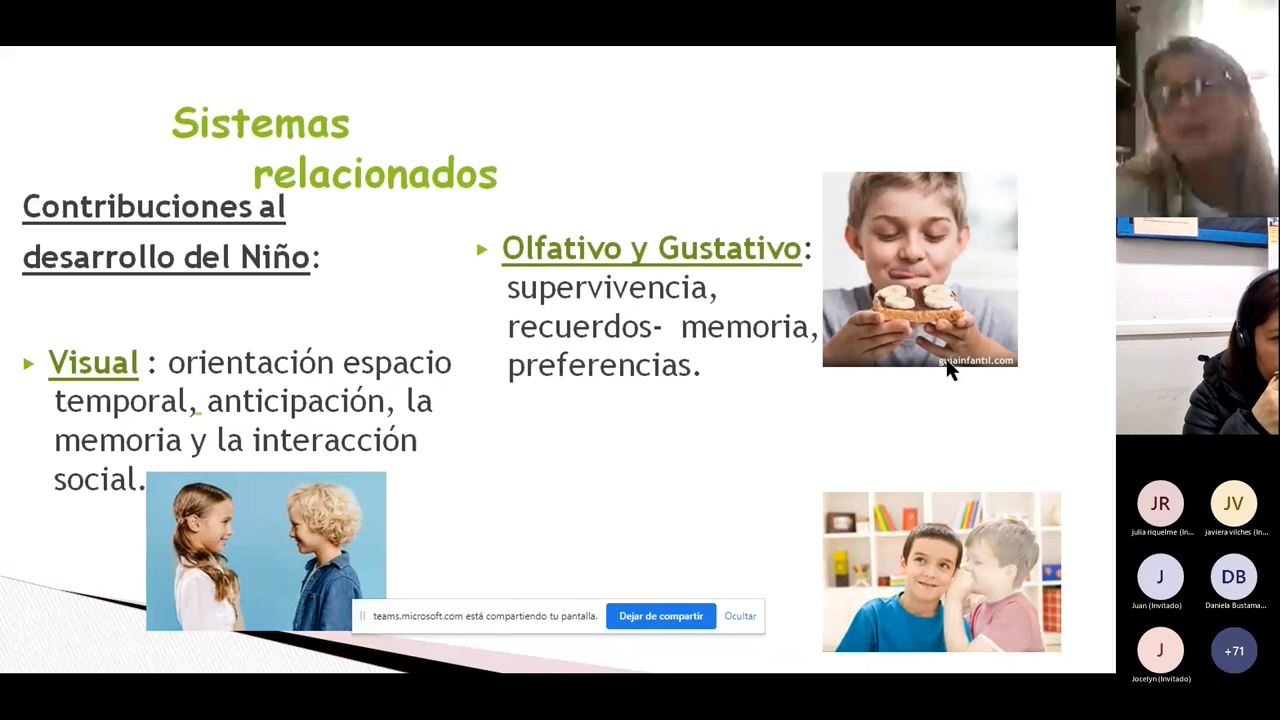 Sistemas
relacionados
Contribuciones al
desarrollo del Niño:
Visual : orientación espacio
temporal, anticipación, la
memoria y la interacción
social.
Olfativo y Gustativo:
supervivencia,
recuerdos- memoria,
preferencias.
guiainfantil.com
teams.microsoft.com está compartiendo tu pantalla.
Dejar de compartir
Ocultar
JR
julia riquelme (In...
JV
javiera vilches (In...
J
Juan (Invitado)
DB
Daniela Bustama...
J
Jocelyn (Invitado)
+71